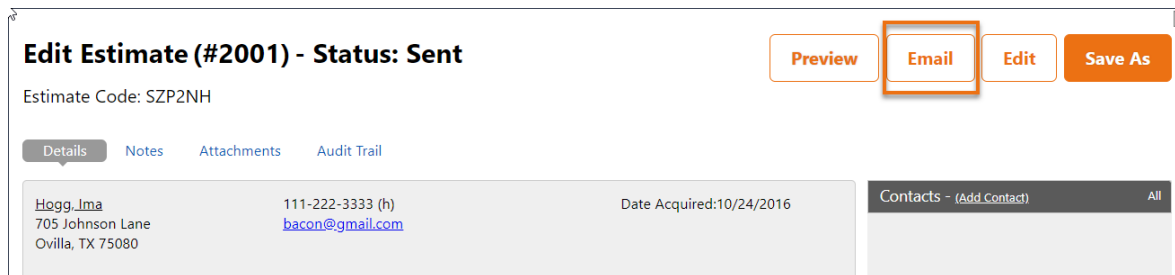 Edit Estimate (#2001) - Status: Sent
Preview
Email
Edit
Save As
Estimate Code: SZP2NH
Details
Notes
Attachments
Audit Trail
Hogg, Ima
705 Johnson Lane
Ovilla, TX 75080
111-222-3333 (h)
bacon@gmail.com
Date Acquired:10/24/2016
Contacts - (Add Contact)
All